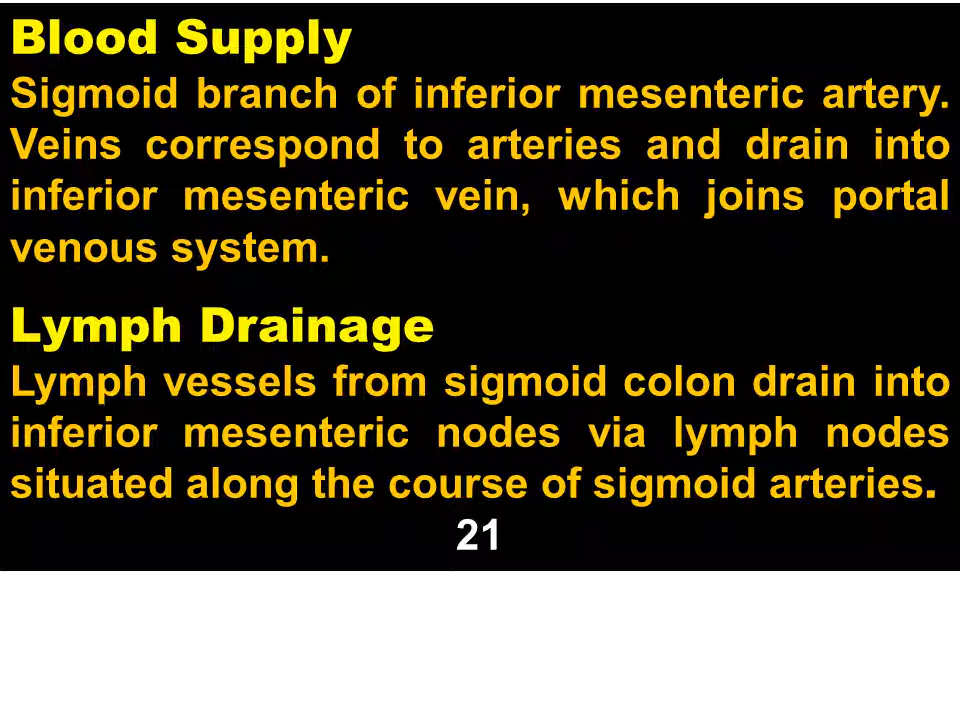 Blood Supply
Sigmoid branch of inferior mesenteric artery.
Veins correspond to arteries and drain into
inferior mesenteric vein, which joins portal
venous system.
Lymph Drainage
Lymph vessels from sigmoid colon drain into
inferior mesenteric nodes via lymph nodes
situated along the course of sigmoid arteries.
21